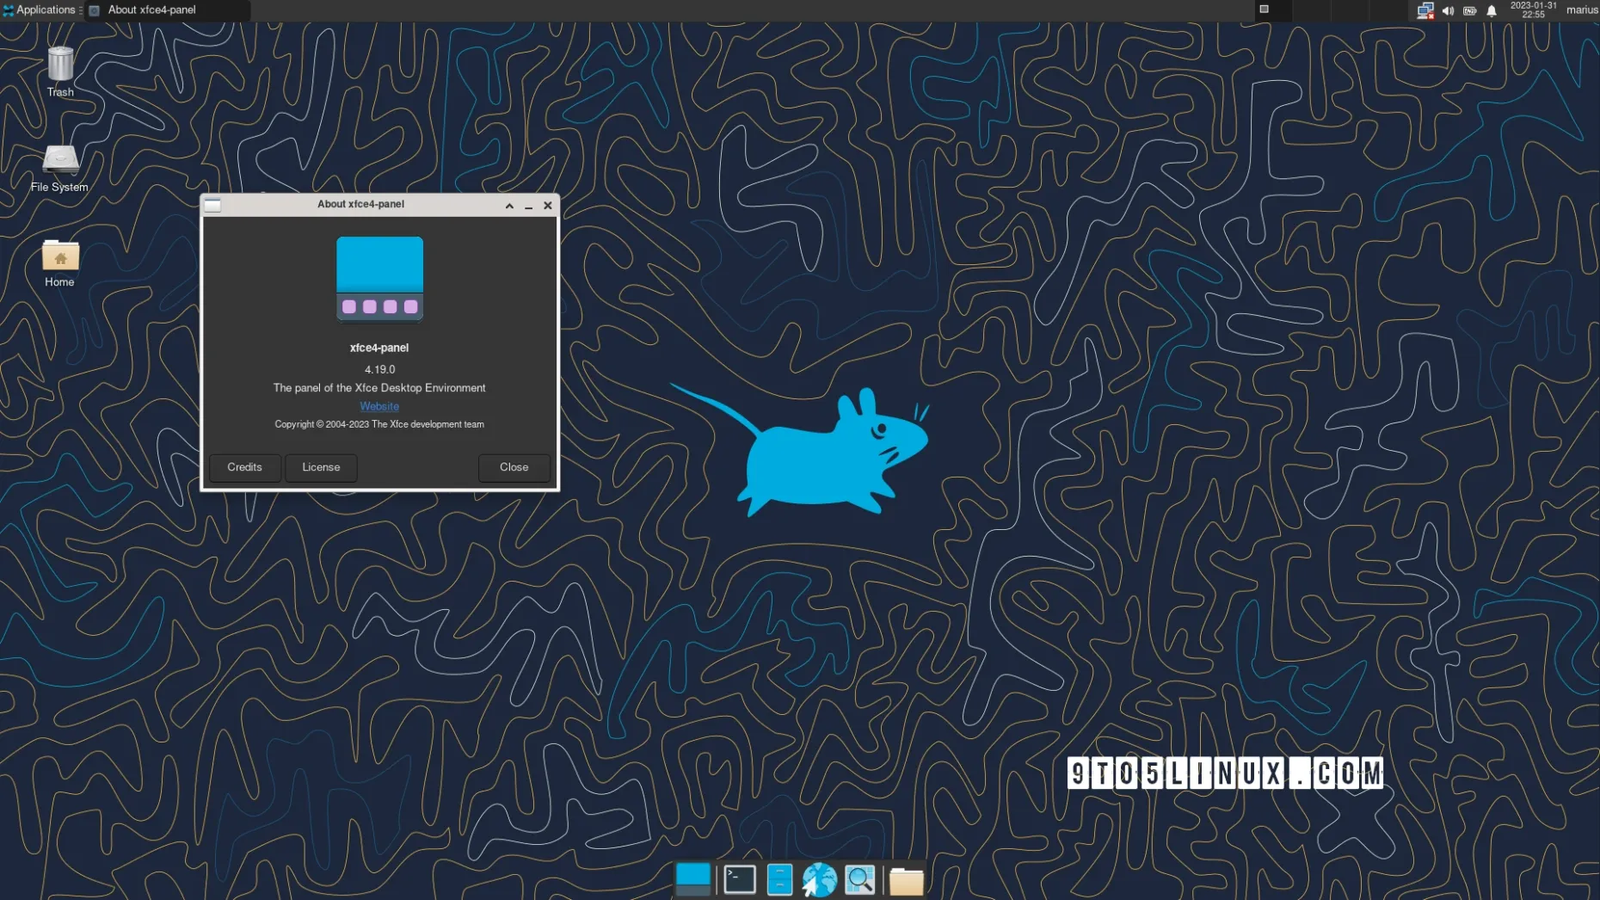 Applications
About xfce4-panel
2023-01-31
22:55
marius
Trash
File System
Home
About xfce4-panel
xfce4-panel
4.19.0
The panel of the Xfce Desktop Environment
Website
Copyright © 2004-2023 The Xfce development team
Credits
License
Close
9TO5LINUX.COM